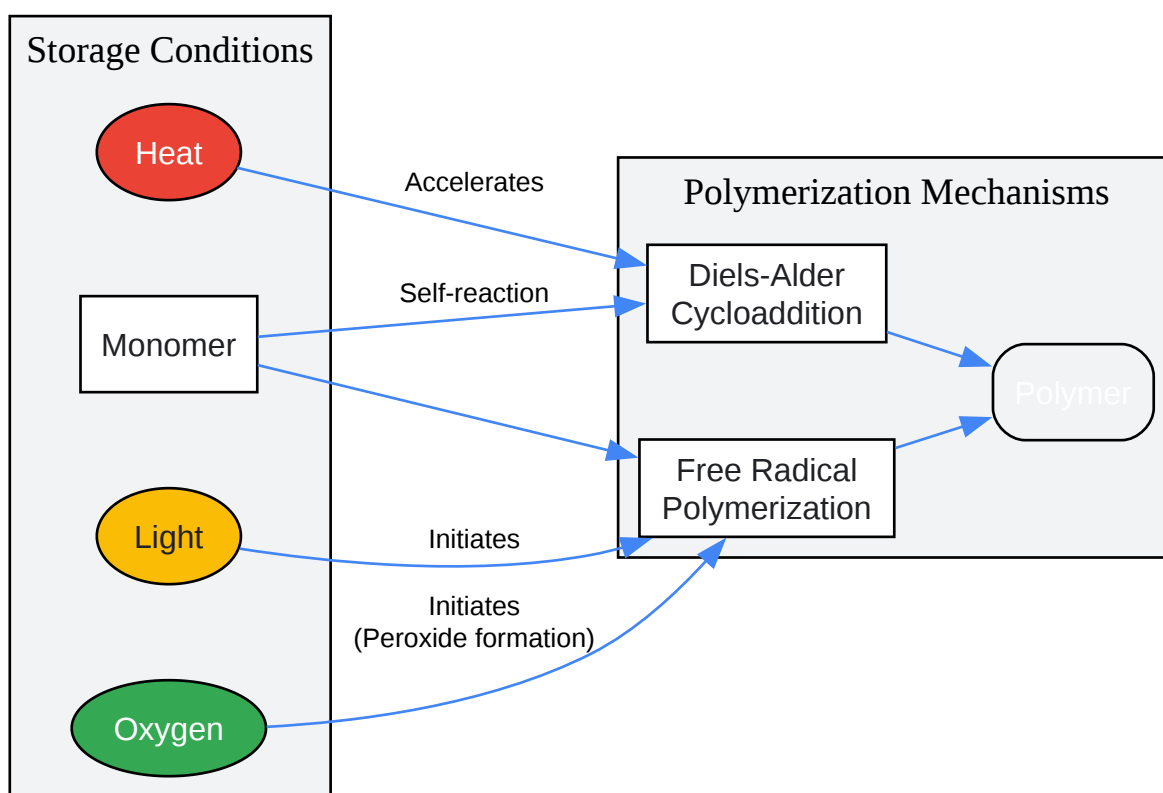 Storage Conditions
Heat
Monomer
Light
Oxygen
Accelerates
Self-reaction
Initiates
Initiates
(Peroxide formation)
Polymerization Mechanisms
Diels-Alder
Cycloaddition
Free Radical
Polymerization
Polymer